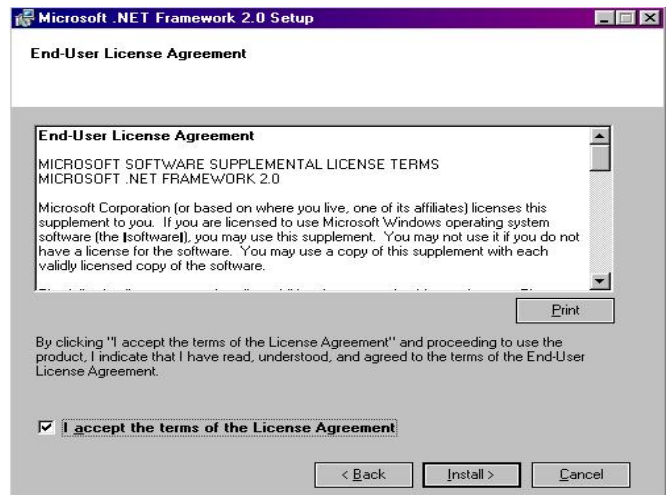 Microsoft .NET Framework 2.0 Setup
End-User License Agreement
End-User License Agreement
MICROSOFT SOFTWARE SUPPLEMENTAL LICENSE TERMS
MICROSOFT .NET FRAMEWORK 2.0
Microsoft Corporation (or based on where you live, one of its affiliates) licenses this
supplement to you. If you are licensed to use Microsoft Windows operating system
software (the software), you may use this supplement. You may not use it if you do not
have a license for the software. You may use a copy of this supplement with each
validly licensed copy of the software.
Print
By clicking "I accept the terms of the License Agreement" and proceeding to use the
product, I indicate that I have read, understood, and agreed to the terms of the End-User
License Agreement.
I accept the terms of the License Agreement
< Back
Install >
Cancel